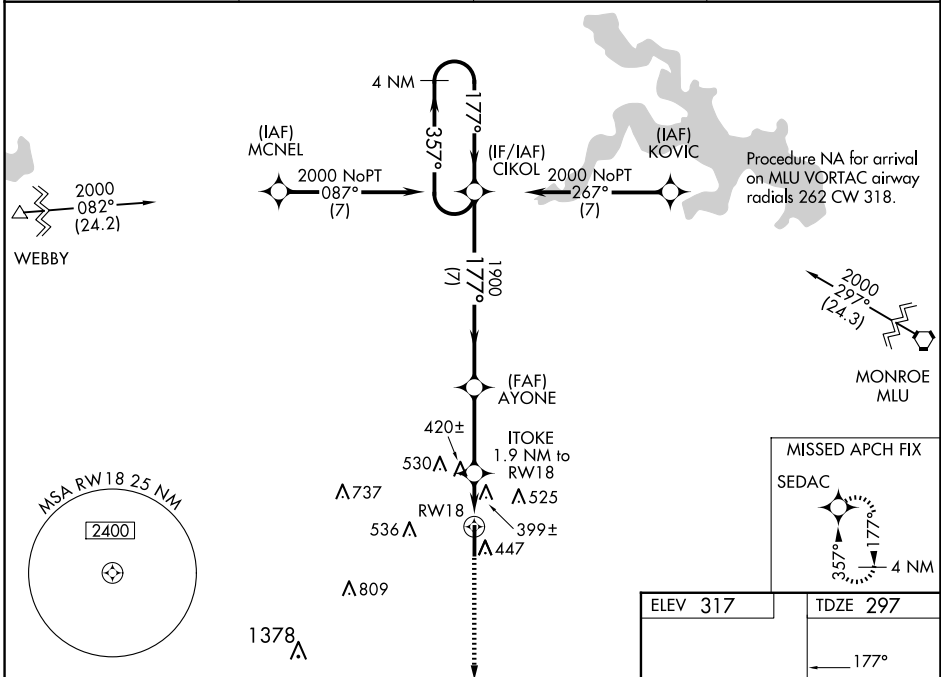 4 NM
177°
357°
(IAF)
MCNEL
2000 NoPT
087°
(7)
(IF/IAF)
CIKOL
2000 NoPT
267°
(7)
(IAF)
KOVIC
Procedure NA for arrival
on MLU VORTAC airway
radials 262 CW 318.
2000
082°
(24.2)
WEBBY
1900
177°
(7)
2000
297°
(24.3)
MONROE
MLU
(FAF)
AYONE
420±
ITOKE
1.9 NM to
RW18
530
737
525
RW18
399±
536
447
809
1378
MSA RW18 25 NM
2400
MISSED APCH FIX
SEDAC
357°
177°
4 NM
ELEV 317
TDZE 297
177°